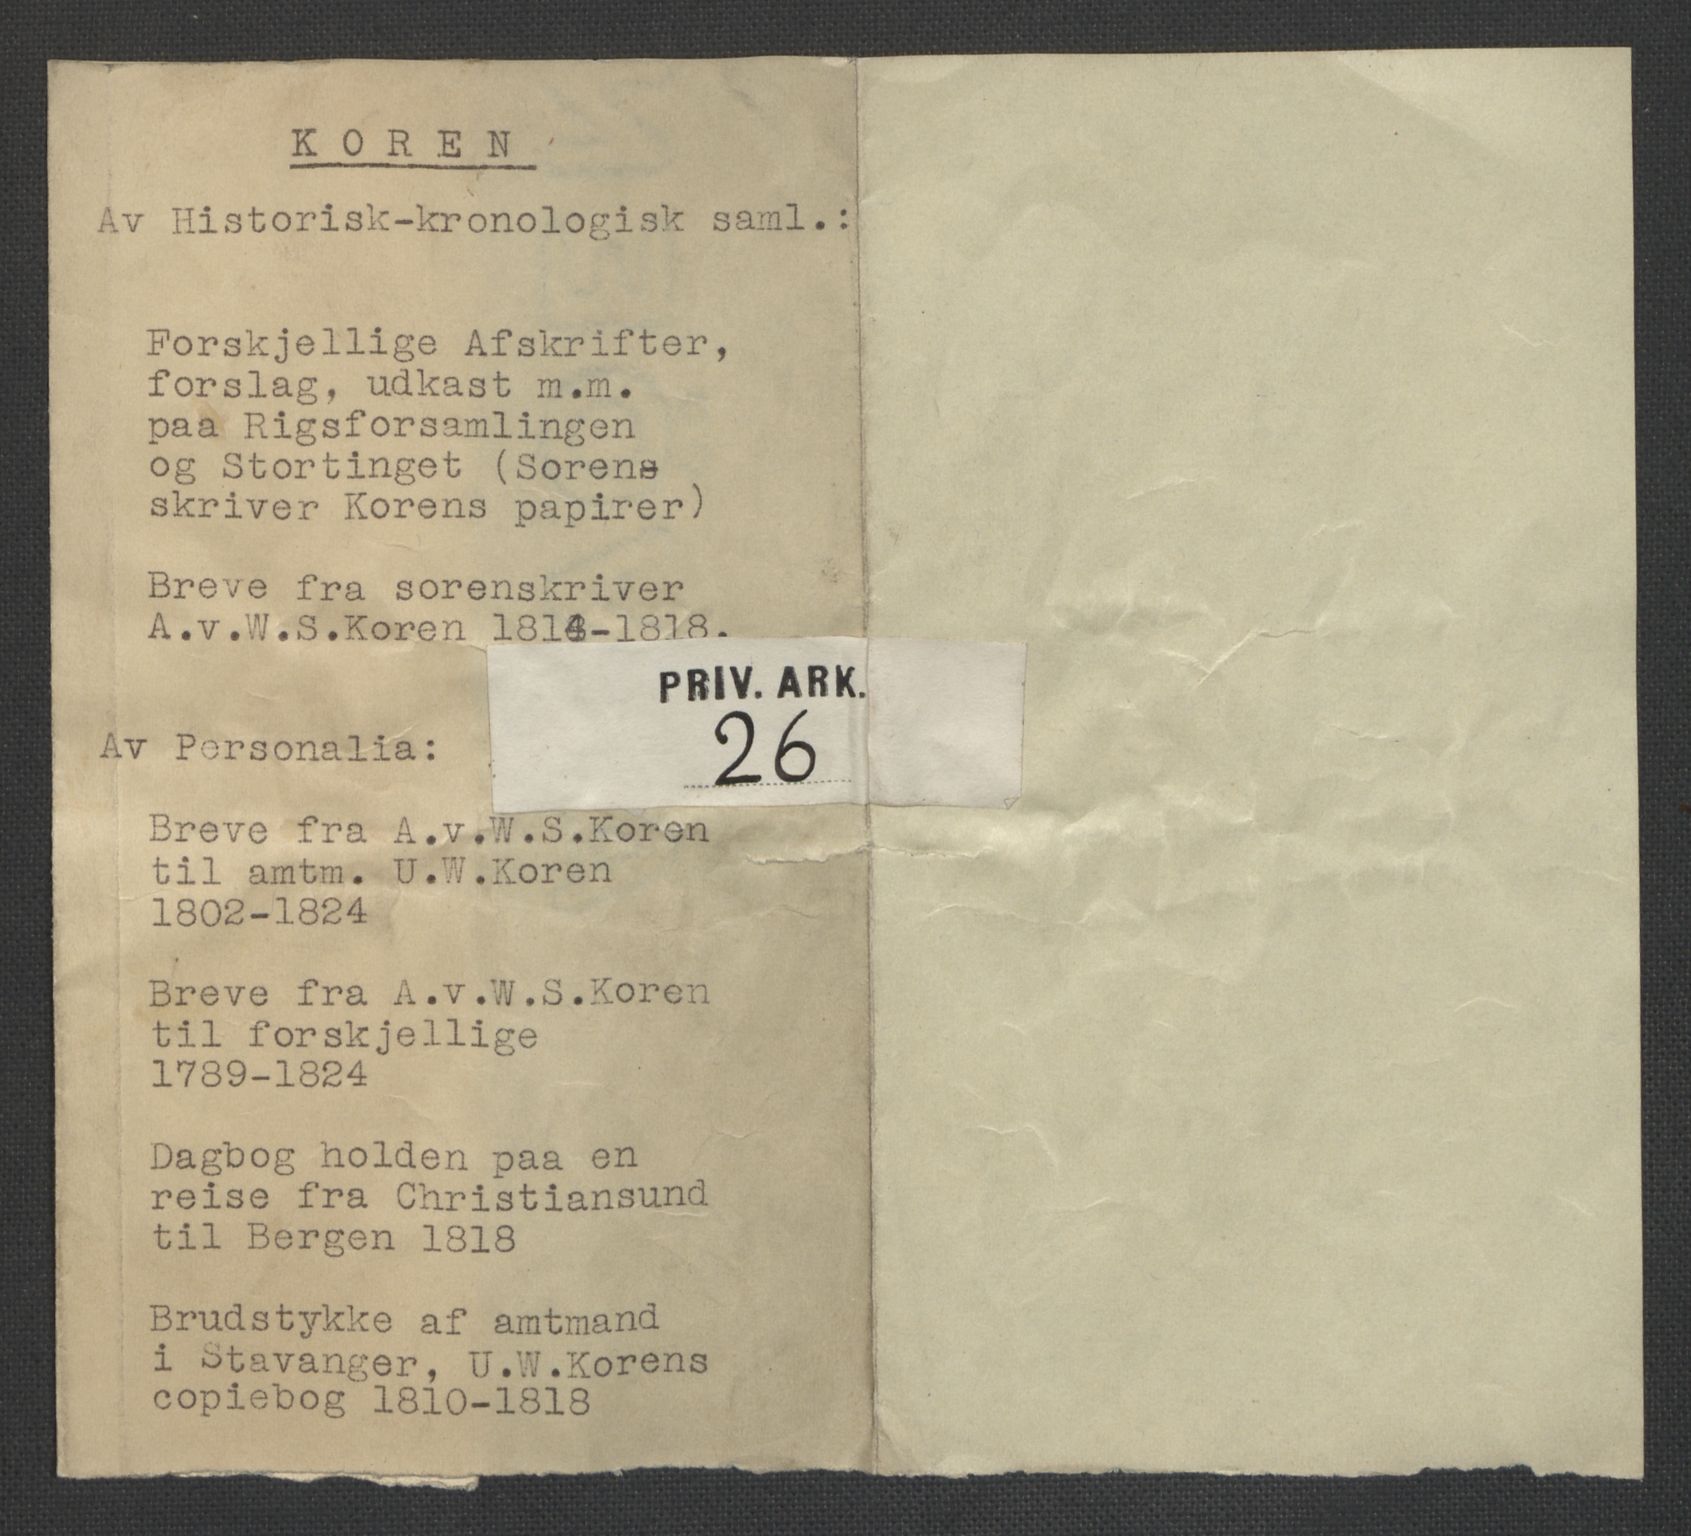 KOREN
Av Historisk-kronologisk saml.:
Forskjellige Afskrifter,
forslag, udkast m.m.
paa Rigsforsamlingen
og Stortinget (Sorens
skriver Korens papirer)
Breve fra sorenskriver
A.v.W.S.Koren 1814-1818.
PRIV. ARK.
26
Av Personalia:
Breve fra A.v.W.S.Koren
til amtm. U.W.Koren
1802-1824
Breve fra A.v.W.S.Koren
til forskjellige
1789-1824
Dagbog holden paa en
reise fra Christiansund
til Bergen 1818
Brudstykke af amtmand
i Stavanger, U.W.Korens
copiebog 1810-1818